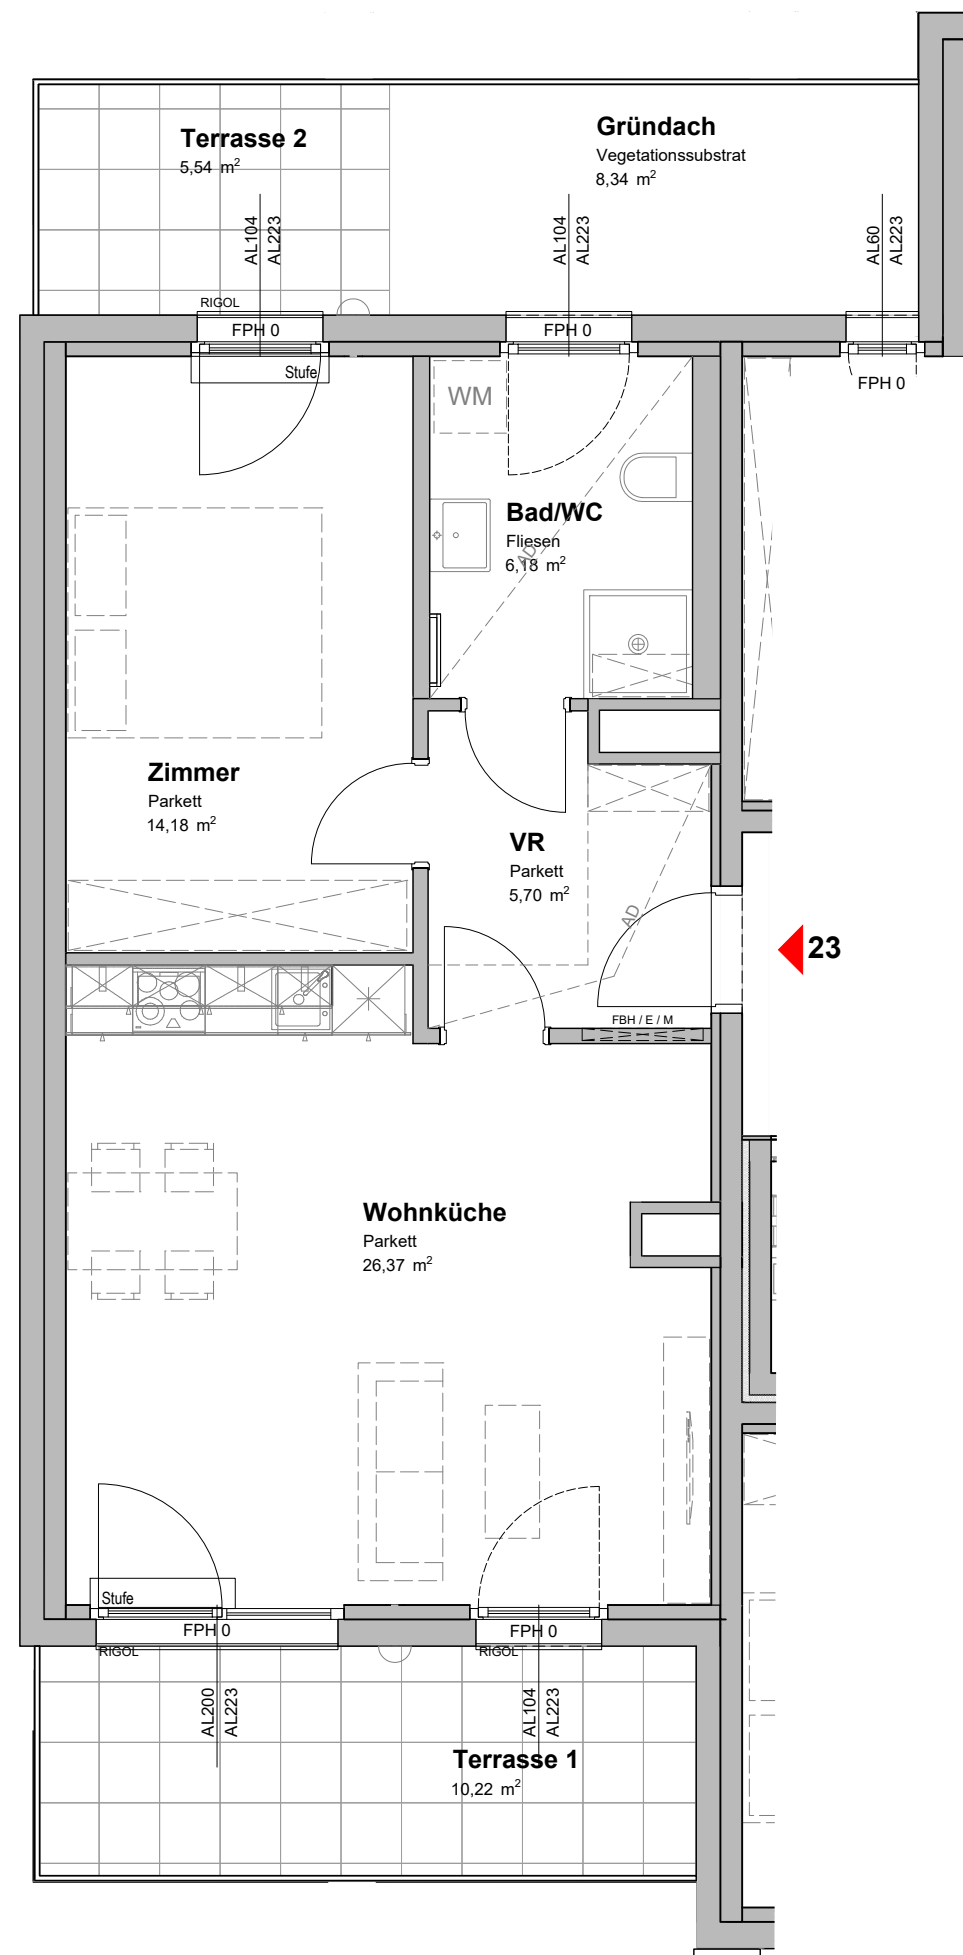 Terrasse 2
5,54 m²
Gründach
Vegetationssubstrat
8,34 m²
AL104
AL223
AL104
AL223
AL60
AL223
RIGOL
FPH 0
FPH 0
Stufe
FPH 0
WM
Bad/WC
Fliesen
6,18 m²
AD
Zimmer
Parkett
14,18 m²
VR
Parkett
5,70 m²
AD
23
FBH / E / M
Wohnküche
Parkett
26,37 m²
Stufe
FPH 0
FPH 0
RIGOL
RIGOL
AL200
AL223
AL104
AL223
Terrasse 1
10,22 m²